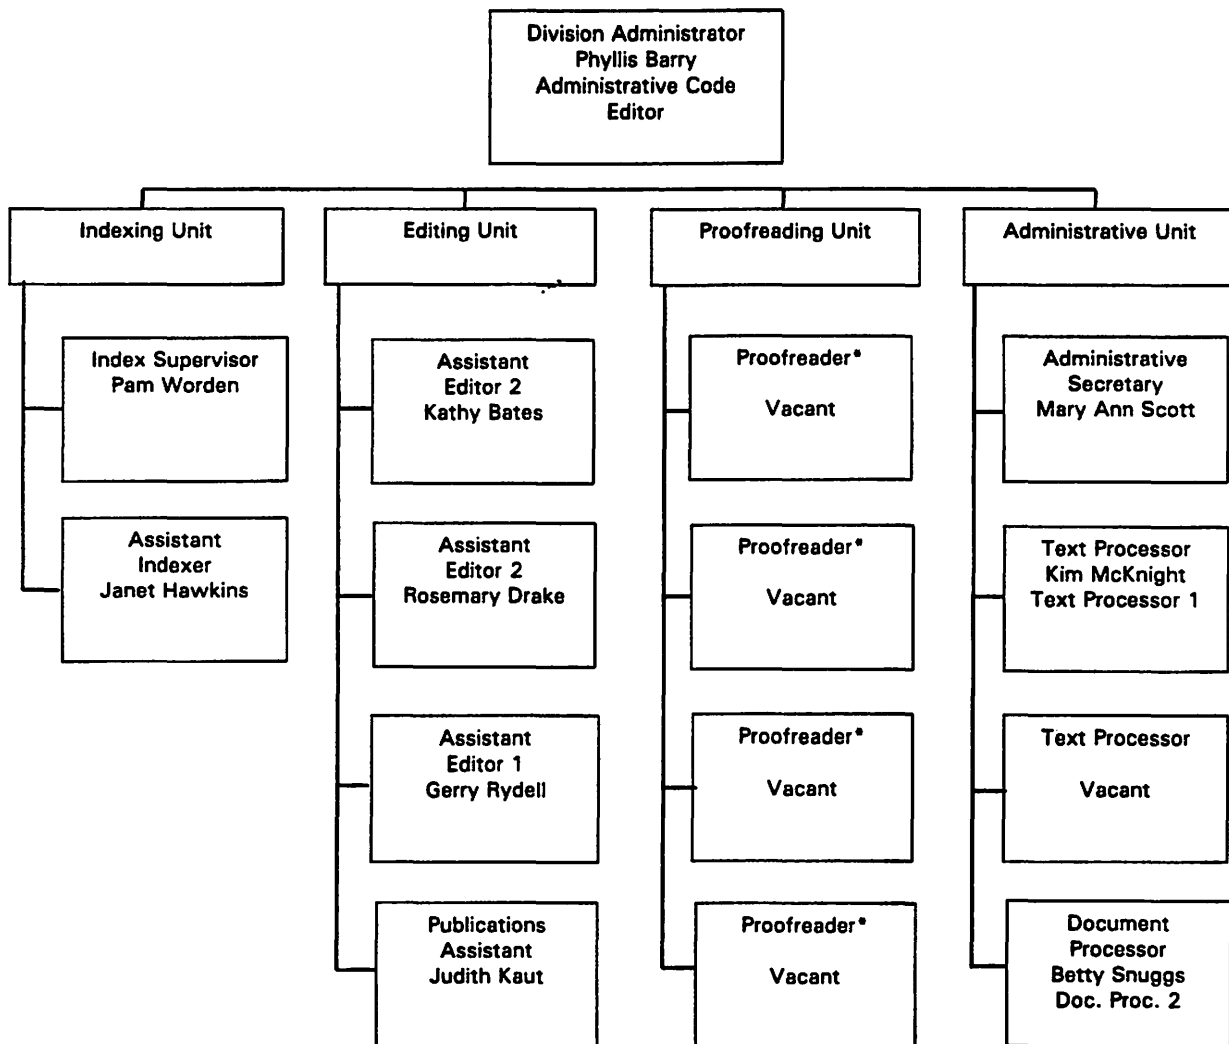 Division Administrator
Phyllis Barry
Administrative Code
Editor
Indexing Unit
Index Supervisor
Pam Worden
Assistant
Indexer
Janet Hawkins
Editing Unit
Assistant
Editor 2
Kathy Bates
Assistant
Editor 2
Rosemary Drake
Assistant
Editor 1
Gerry Rydell
Publications
Assistant
Judith Kaut
Proofreading Unit
Proofreader*
Vacant
Proofreader*
Vacant
Proofreader*
Vacant
Proofreader*
Vacant
Administrative Unit
Administrative
Secretary
Mary Ann Scott
Text Processor
Kim McKnight
Text Processor 1
Text Processor
Vacant
Document
Processor
Betty Snuggs
Doc. Proc. 2